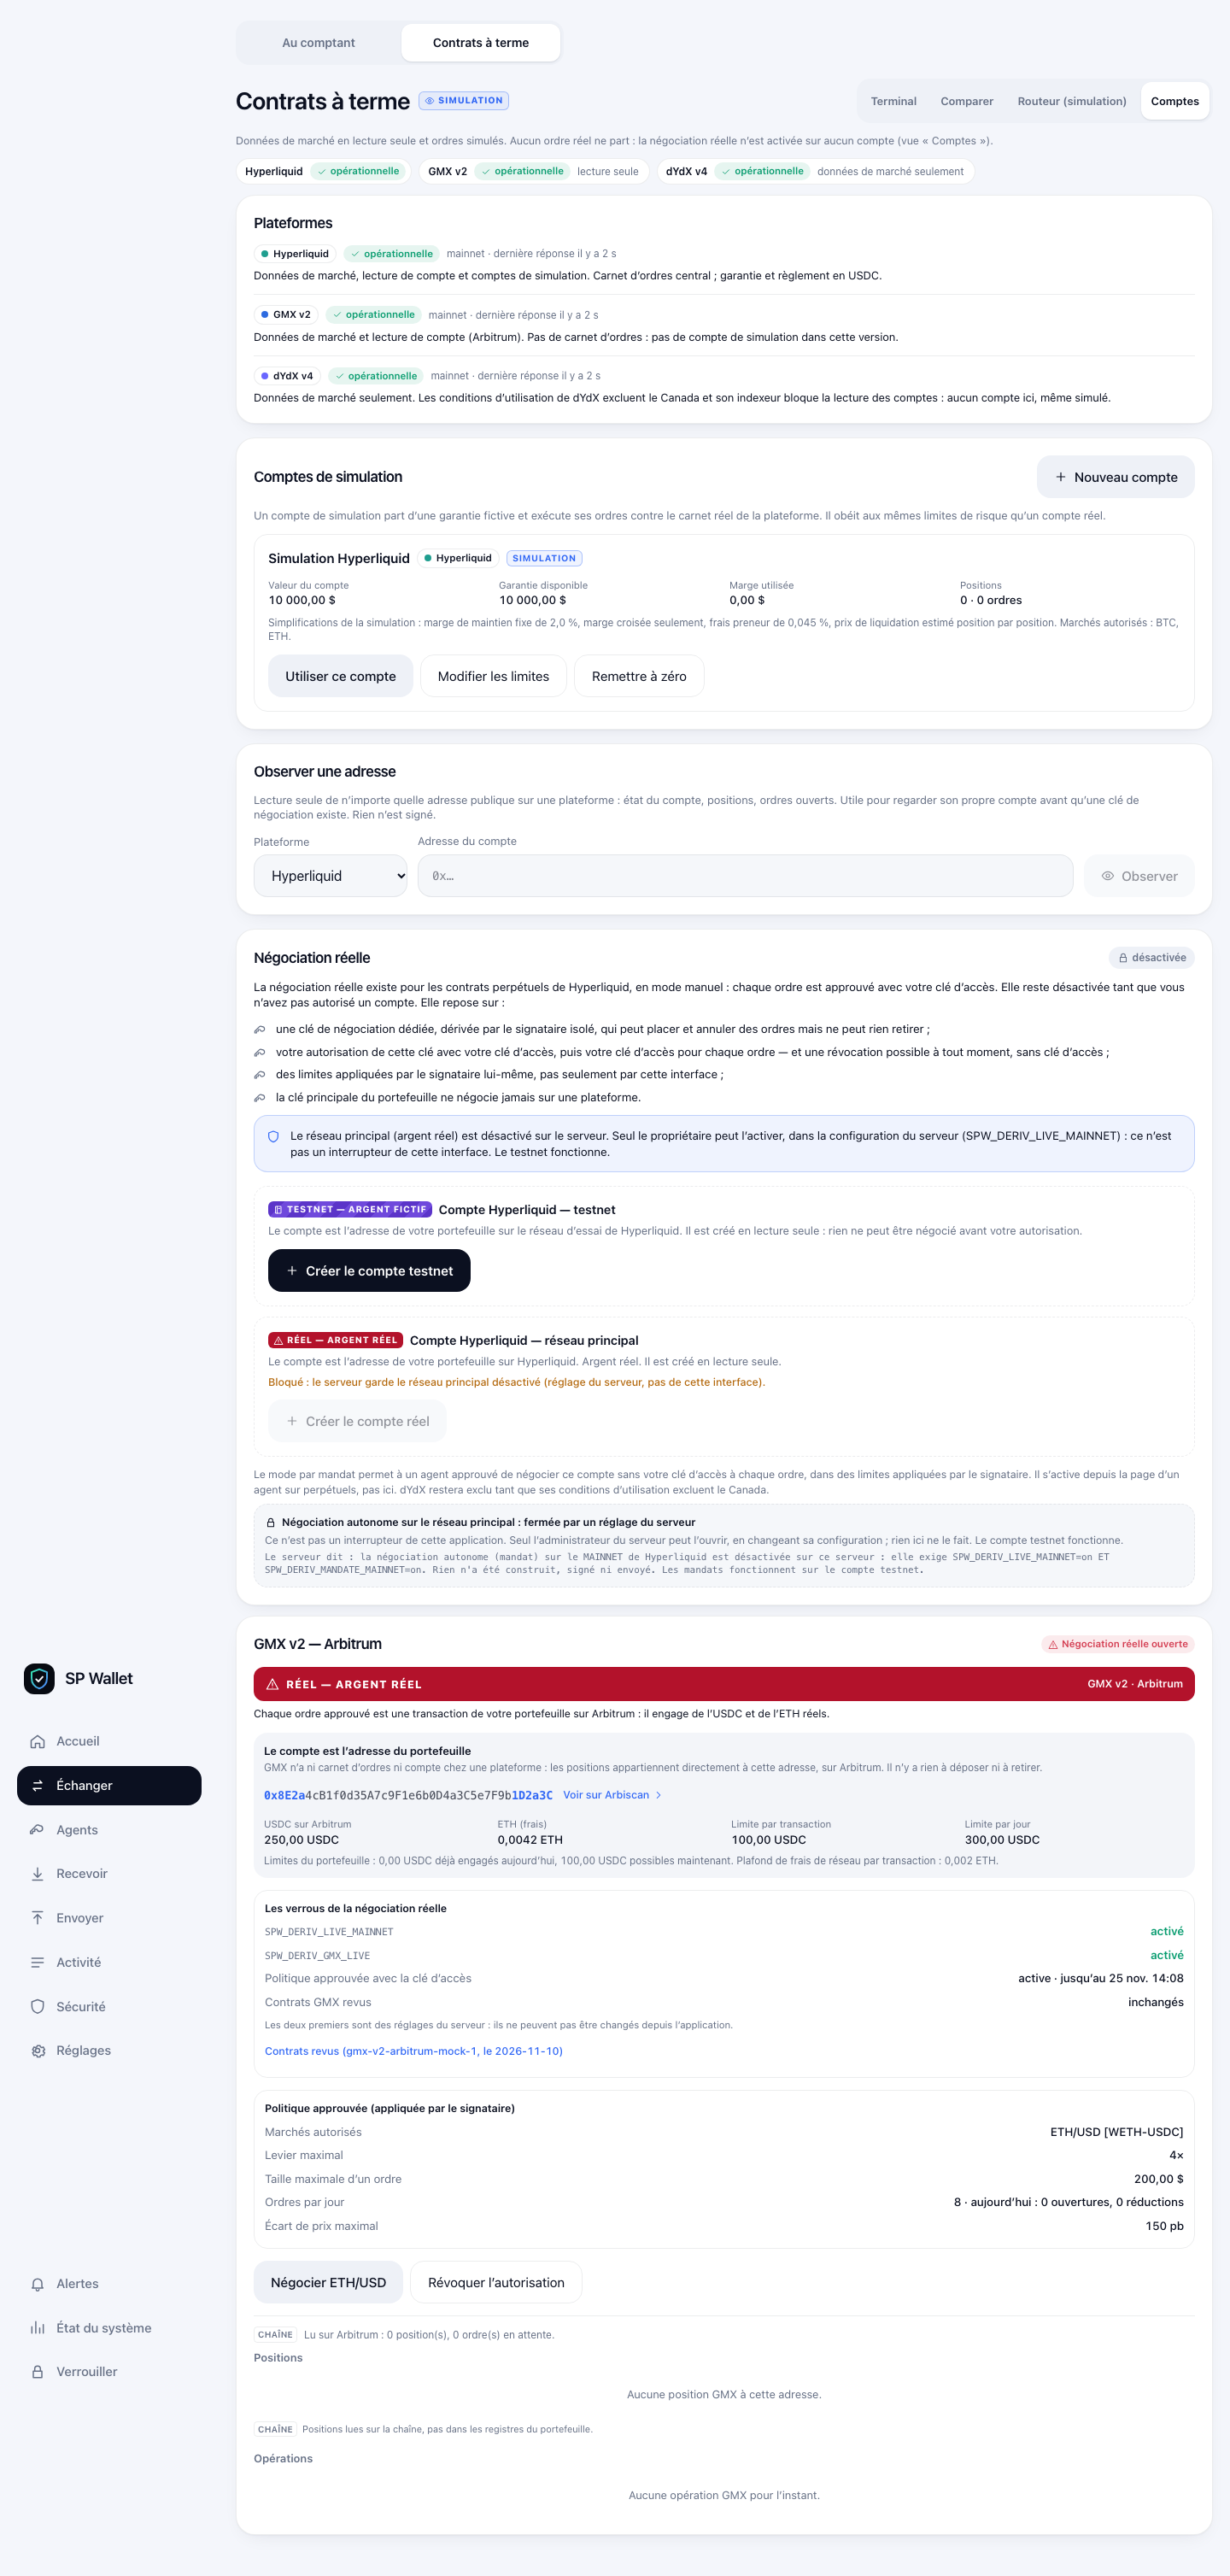 Au comptant
Contrats à terme
Contrats à terme
SIMULATION
Terminal
Comparer
Routeur (simulation)
Comptes
Données de marché en lecture seule et ordres simulés. Aucun ordre réel ne part : la négociation réelle n’est activée sur aucun compte (vue « Comptes »).
Hyperliquid opérationnelle
GMX v2 opérationnelle lecture seule
dYdX v4 opérationnelle données de marché seulement
Plateformes
Hyperliquid opérationnelle mainnet · dernière réponse il y a 2 s
Données de marché, lecture de compte et comptes de simulation. Carnet d’ordres central ; garantie et règlement en USDC.
GMX v2 opérationnelle mainnet · dernière réponse il y a 2 s
Données de marché et lecture de compte (Arbitrum). Pas de carnet d’ordres : pas de compte de simulation dans cette version.
dYdX v4 opérationnelle mainnet · dernière réponse il y a 2 s
Données de marché seulement. Les conditions d’utilisation de dYdX excluent le Canada et son indexeur bloque la lecture des comptes : aucun compte ici, même simulé.
Comptes de simulation
Nouveau compte
Un compte de simulation part d’une garantie fictive et exécute ses ordres contre le carnet réel de la plateforme. Il obéit aux mêmes limites de risque qu’un compte réel.
Simulation Hyperliquid Hyperliquid SIMULATION
Valeur du compte
10 000,00 $
Garantie disponible
10 000,00 $
Marge utilisée
0,00 $
Positions
0 · 0 ordres
Simplifications de la simulation : marge de maintien fixe de 2,0 %, marge croisée seulement, frais preneur de 0,045 %, prix de liquidation estimé position par position. Marchés autorisés : BTC,
ETH.
Utiliser ce compte
Modifier les limites
Remettre à zéro
Observer une adresse
Lecture seule de n’importe quelle adresse publique sur une plateforme : état du compte, positions, ordres ouverts. Utile pour regarder son propre compte avant qu’une clé de
négociation existe. Rien n’est signé.
Plateforme
Hyperliquid
Adresse du compte
0x…
Observer
Négociation réelle
désactivée
La négociation réelle existe pour les contrats perpétuels de Hyperliquid, en mode manuel : chaque ordre est approuvé avec votre clé d’accès. Elle reste désactivée tant que vous
n’avez pas autorisé un compte. Elle repose sur :
une clé de négociation dédiée, dérivée par le signataire isolé, qui peut placer et annuler des ordres mais ne peut rien retirer ;
votre autorisation de cette clé avec votre clé d’accès, puis votre clé d’accès pour chaque ordre — et une révocation possible à tout moment, sans clé d’accès ;
des limites appliquées par le signataire lui-même, pas seulement par cette interface ;
la clé principale du portefeuille ne négocie jamais sur une plateforme.
Le réseau principal (argent réel) est désactivé sur le serveur. Seul le propriétaire peut l’activer, dans la configuration du serveur (SPW_DERIV_LIVE_MAINNET) : ce n’est
pas un interrupteur de cette interface. Le testnet fonctionne.
TESTNET — ARGENT FICTIF Compte Hyperliquid — testnet
Le compte est l’adresse de votre portefeuille sur le réseau d’essai de Hyperliquid. Il est créé en lecture seule : rien ne peut être négocié avant votre autorisation.
Créer le compte testnet
RÉEL — ARGENT RÉEL Compte Hyperliquid — réseau principal
Le compte est l’adresse de votre portefeuille sur Hyperliquid. Argent réel. Il est créé en lecture seule.
Bloqué : le serveur garde le réseau principal désactivé (réglage du serveur, pas de cette interface).
Créer le compte réel
Le mode par mandat permet à un agent approuvé de négocier ce compte sans votre clé d’accès à chaque ordre, dans des limites appliquées par le signataire. Il s’active depuis la page d’un
agent sur perpétuels, pas ici. dYdX restera exclu tant que ses conditions d’utilisation excluent le Canada.
Négociation autonome sur le réseau principal : fermée par un réglage du serveur
Ce n’est pas un interrupteur de cette application. Seul l’administrateur du serveur peut l’ouvrir, en changeant sa configuration ; rien ici ne le fait. Le compte testnet fonctionne.
Le serveur dit : la négociation autonome (mandat) sur le MAINNET de Hyperliquid est désactivée sur ce serveur : elle exige SPW_DERIV_LIVE_MAINNET=on ET
SPW_DERIV_MANDATE_MAINNET=on. Rien n'a été construit, signé ni envoyé. Les mandats fonctionnent sur le compte testnet.
GMX v2 — Arbitrum
Négociation réelle ouverte
RÉEL — ARGENT RÉEL
GMX v2 · Arbitrum
Chaque ordre approuvé est une transaction de votre portefeuille sur Arbitrum : il engage de l’USDC et de l’ETH réels.
Le compte est l’adresse du portefeuille
GMX n’a ni carnet d’ordres ni compte chez une plateforme : les positions appartiennent directement à cette adresse, sur Arbitrum. Il n’y a rien à déposer ni à retirer.
0x8E2a4cB1f0d35A7c9F1e6b0D4a3C5e7F9b1D2a3C Voir sur Arbiscan
USDC sur Arbitrum
250,00 USDC
ETH (frais)
0,0042 ETH
Limite par transaction
100,00 USDC
Limite par jour
300,00 USDC
Limites du portefeuille : 0,00 USDC déjà engagés aujourd’hui, 100,00 USDC possibles maintenant. Plafond de frais de réseau par transaction : 0,002 ETH.
Les verrous de la négociation réelle
SPW_DERIV_LIVE_MAINNET activé
SPW_DERIV_GMX_LIVE activé
Politique approuvée avec la clé d’accès active · jusqu’au 25 nov. 14:08
Contrats GMX revus inchangés
Les deux premiers sont des réglages du serveur : ils ne peuvent pas être changés depuis l’application.
Contrats revus (gmx-v2-arbitrum-mock-1, le 2026-11-10)
Politique approuvée (appliquée par le signataire)
Marchés autorisés ETH/USD [WETH-USDC]
Levier maximal 4×
Taille maximale d’un ordre 200,00 $
Ordres par jour 8 · aujourd’hui : 0 ouvertures, 0 réductions
Écart de prix maximal 150 pb
Négocier ETH/USD
Révoquer l’autorisation
CHAÎNE Lu sur Arbitrum : 0 position(s), 0 ordre(s) en attente.
Positions
Aucune position GMX à cette adresse.
CHAÎNE Positions lues sur la chaîne, pas dans les registres du portefeuille.
Opérations
Aucune opération GMX pour l’instant.
SP Wallet
Accueil
Échanger
Agents
Recevoir
Envoyer
Activité
Sécurité
Réglages
Alertes
État du système
Verrouiller